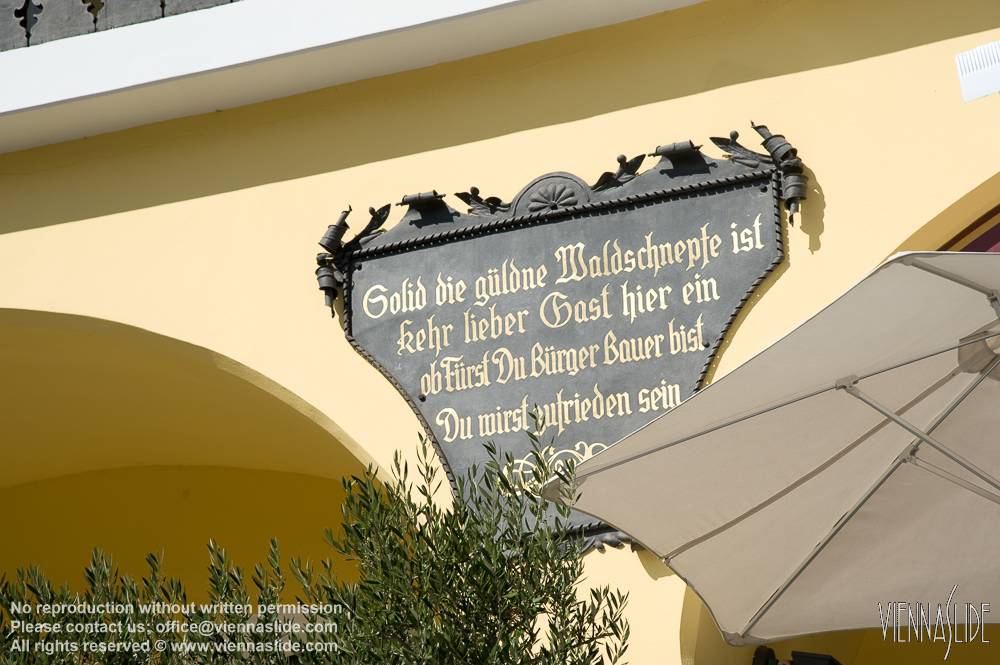 Solid die güldne Waldschnepfe ist
kehr lieber Gast hier ein
ob Fürst Du Bürger Bauer bist
Du wirst zufrieden sein
No reproduction without written permission
Please contact us: office@viennaslide.com
All rights reserved © www.viennaslide.com
VIENNASLIDE